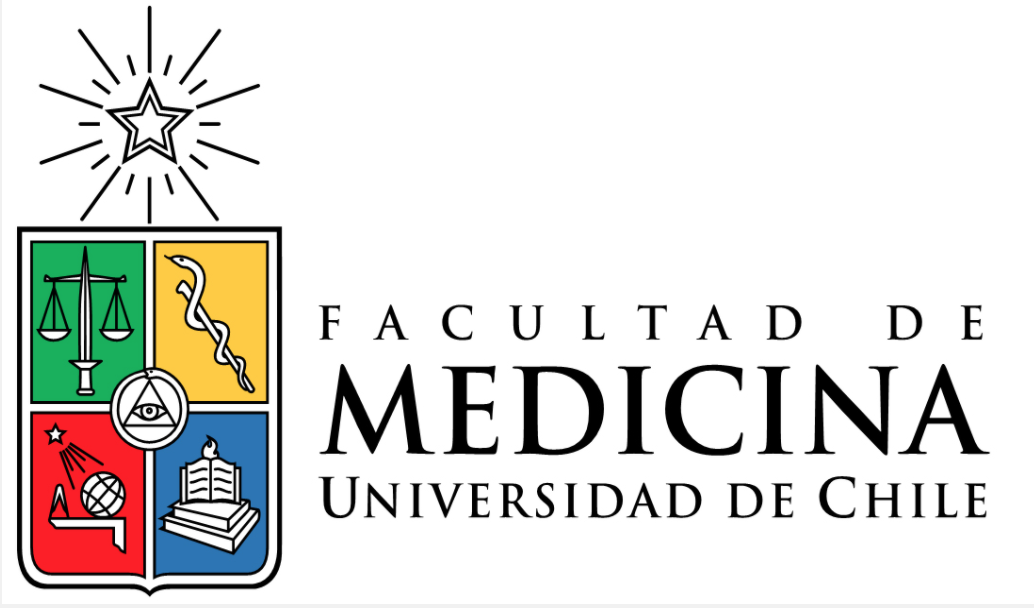 FACULTAD DE
MEDICINA
UNIVERSIDAD DE CHILE